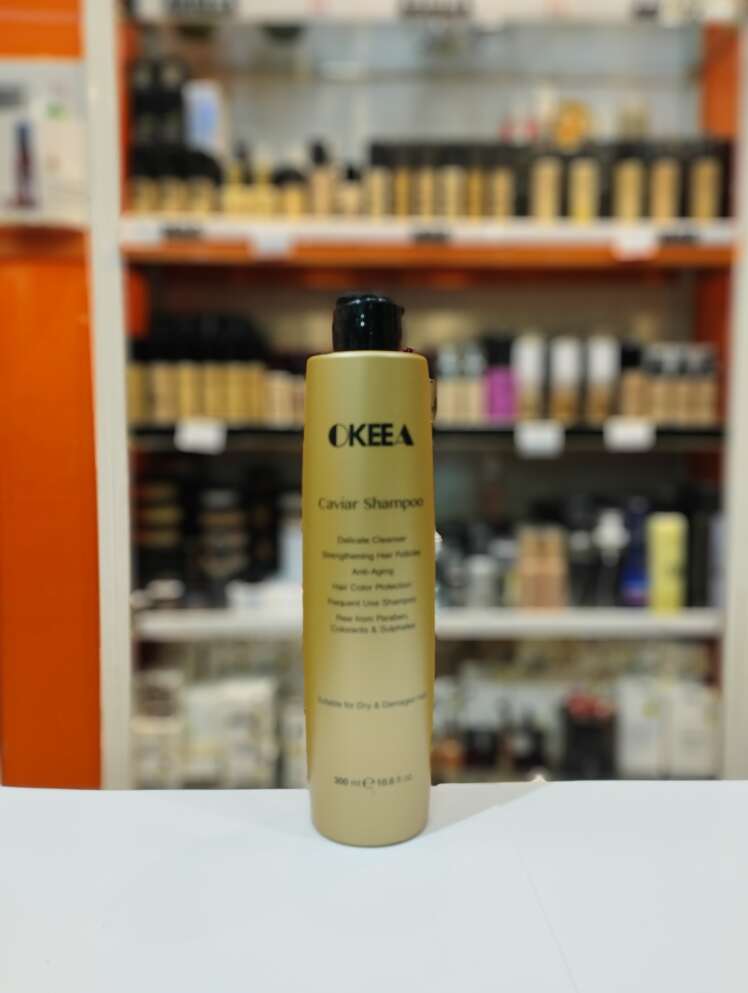 OKEEA
Caviar Shampoo
Delicate Cleanser
Strengthening Hair Follicles
Anti-Aging
Hair Color Protection
Frequent Use Shampoo
Free from Paraben,
Colorants & Sulphates
Suitable for Dry & Damaged Hair
300 ml ℮ 10.6 fl oz